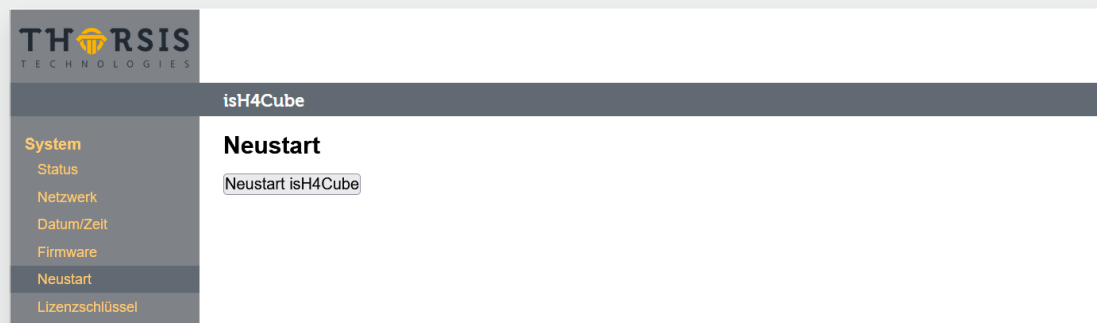 THORSIS
TECHNOLOGIES
isH4Cube
System
Status
Netzwerk
Datum/Zeit
Firmware
Neustart
Lizenzschlüssel
Neustart
Neustart isH4Cube